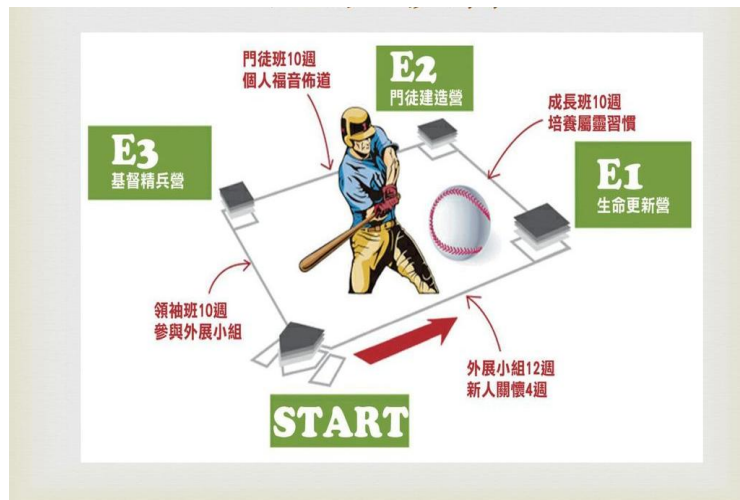 門徒班10週
個人福音佈道
E2
門徒建造營
成長班10週
培養屬靈習慣
E3
基督精兵營
E1
生命更新營
領袖班10週
參與外展小組
外展小組12週
新人關懷4週
START